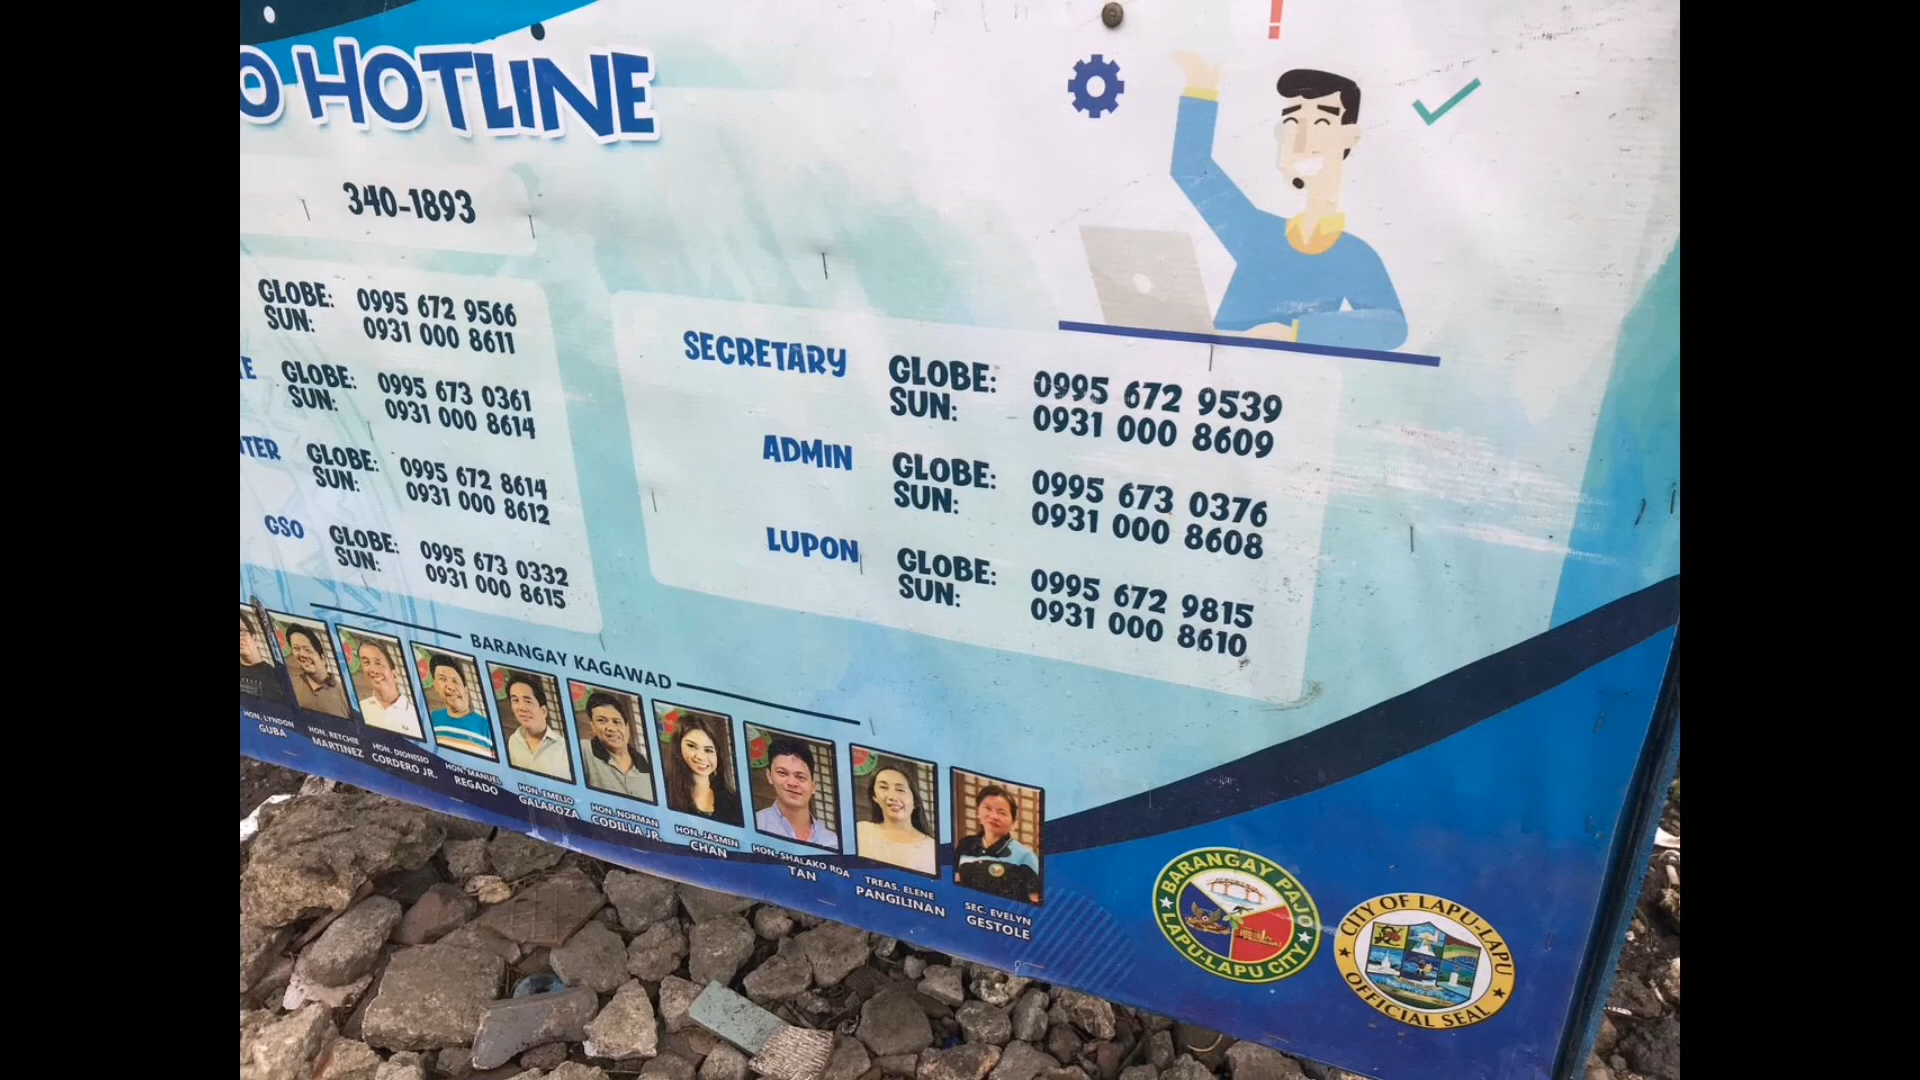 O HOTLINE
340-1893
GLOBE: 0995 672 9566
SUN: 0931 000 8611
TE GLOBE: 0995 673 0361
SUN: 0931 000 8614
NTER GLOBE: 0995 672 8614
SUN: 0931 000 8612
GSO GLOBE: 0995 673 0332
SUN: 0931 000 8615
SECRETARY GLOBE: 0995 672 9539
SUN: 0931 000 8609
ADMIN GLOBE: 0995 673 0376
SUN: 0931 000 8608
LUPON GLOBE: 0995 672 9815
SUN: 0931 000 8610
BARANGAY KAGAWAD
HON. LYNDON
GUBA
HON. RETCHIE
MARTINEZ
HON. DIONISIO
CORDERO JR.
HON. MANUEL
REGADO
HON. EMELIO
GALAROZA
HON. NORMAN
CODILLA JR.
HON. JASMIN
CHAN
HON. SHALAKO ROA
TAN
TREAS. ELENE
PANGILINAN
SEC. EVELYN
GESTOLE
BARANGAY PAJO
LAPU-LAPU CITY
CITY OF LAPU-LAPU
OFFICIAL SEAL